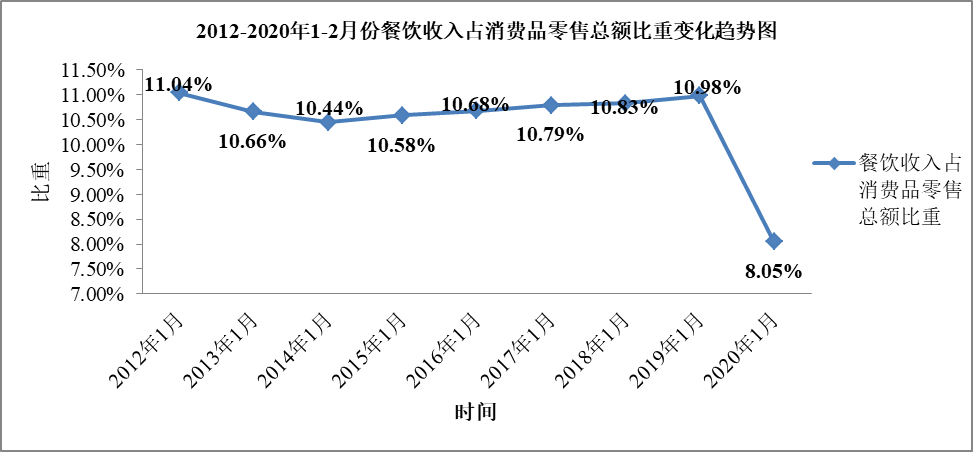 2012-2020年1-2月份餐饮收入占消费品零售总额比重变化趋势图
11.50%
11.00%
10.50%
10.00%
9.50%
9.00%
8.50%
8.00%
7.50%
7.00%
比重
11.04%
10.66%
10.44%
10.58%
10.68%
10.79%
10.83%
10.98%
8.05%
餐饮收入占
消费品零售
总额比重
2012年1月
2013年1月
2014年1月
2015年1月
2016年1月
2017年1月
2018年1月
2019年1月
2020年1月
时间